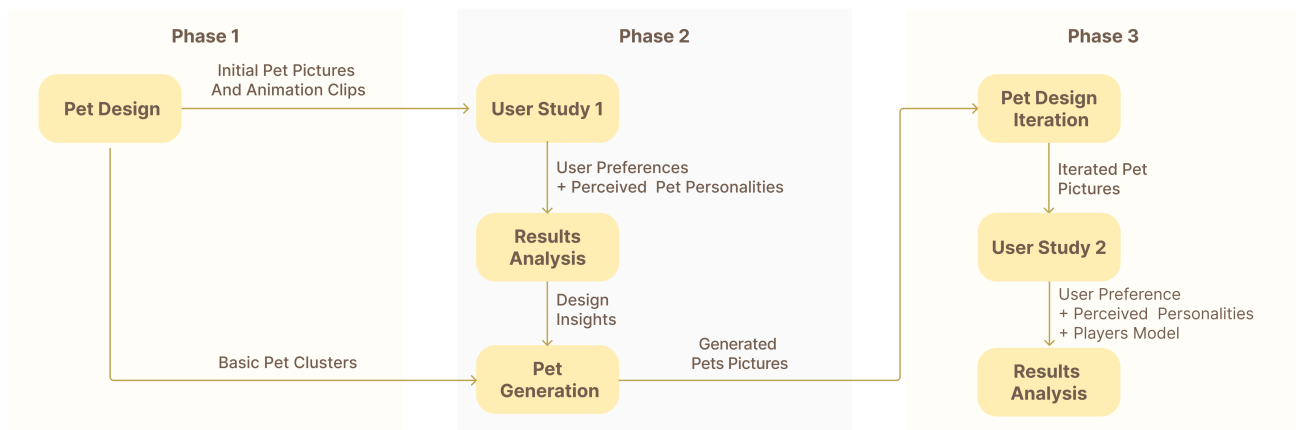 Phase 1
Pet Design
Initial Pet Pictures
And Animation Clips
Basic Pet Clusters
Phase 2
User Study 1
User Preferences
+ Perceived Pet Personalities
Results
Analysis
Design
Insights
Pet
Generation
Generated
Pets Pictures
Phase 3
Pet Design
Iteration
Iterated Pet
Pictures
User Study 2
User Preference
+ Perceived Personalities
+ Players Model
Results
Analysis